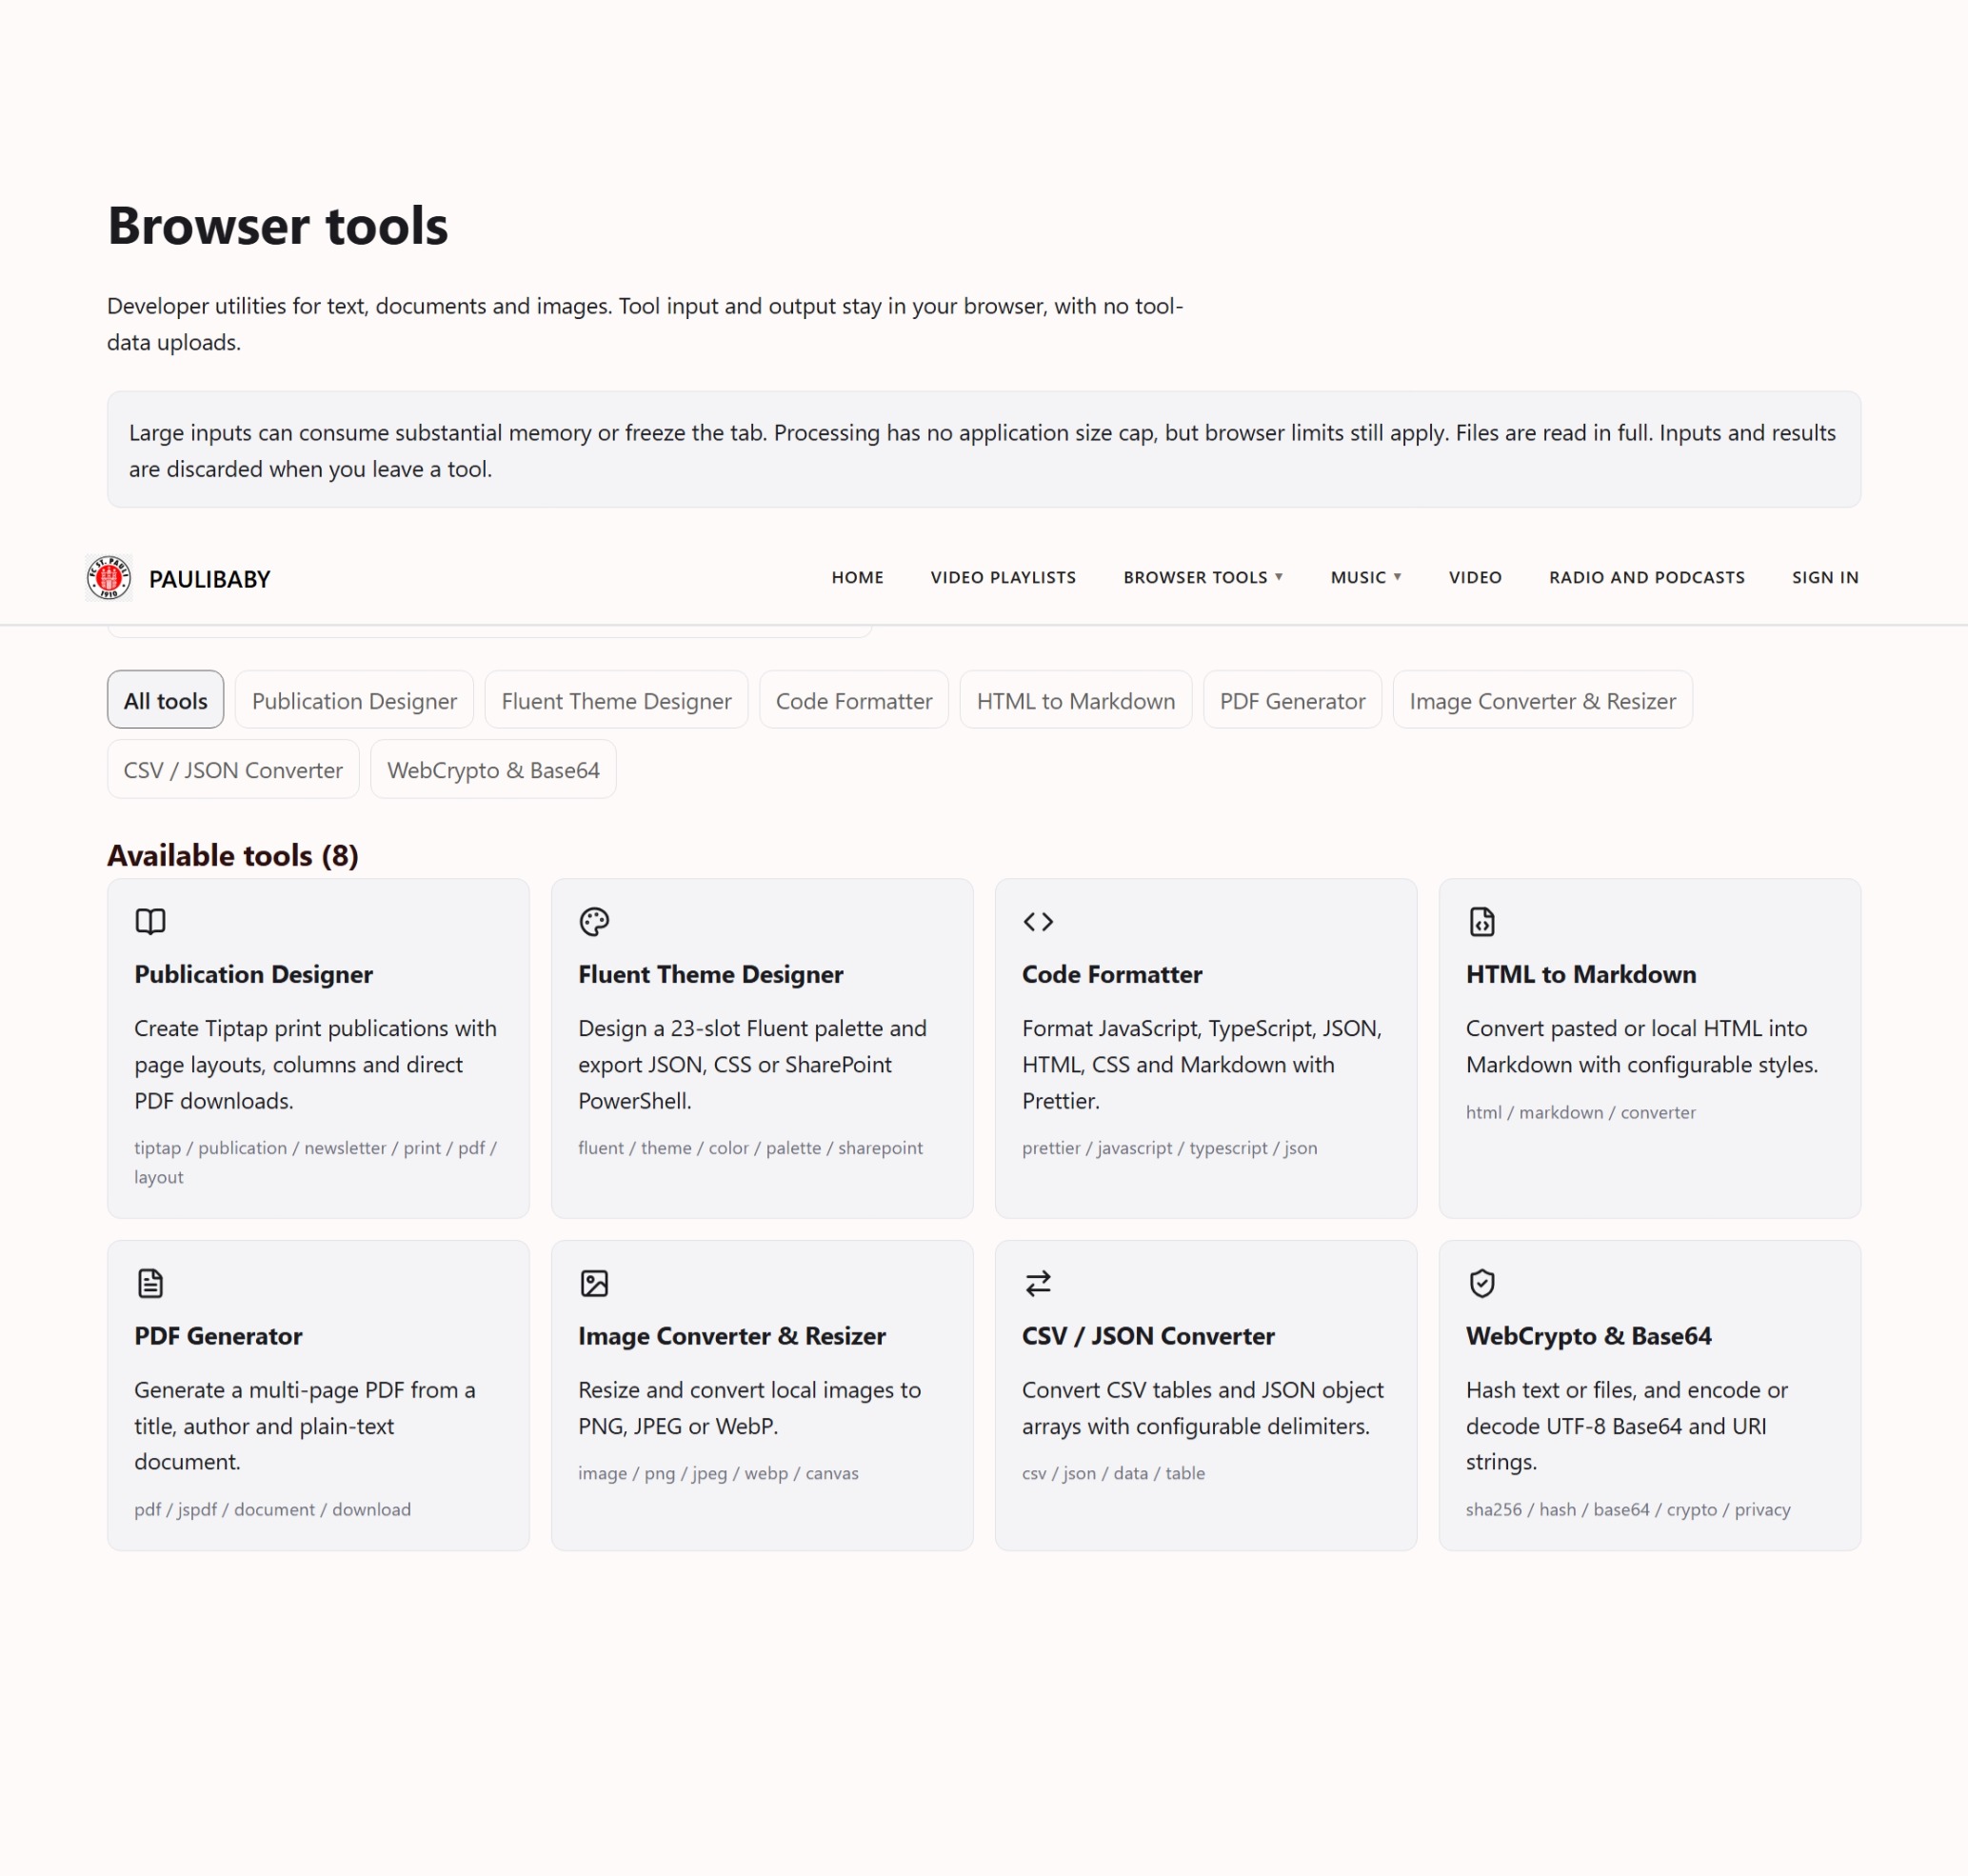 Browser tools
Developer utilities for text, documents and images. Tool input and output stay in your browser, with no tool-
data uploads.
Large inputs can consume substantial memory or freeze the tab. Processing has no application size cap, but browser limits still apply. Files are read in full. Inputs and results
are discarded when you leave a tool.
FC ST. PAULI
1910
PAULIBABY
HOME
VIDEO PLAYLISTS
BROWSER TOOLS
MUSIC
VIDEO
RADIO AND PODCASTS
SIGN IN
All tools
Publication Designer
Fluent Theme Designer
Code Formatter
HTML to Markdown
PDF Generator
Image Converter & Resizer
CSV / JSON Converter
WebCrypto & Base64
Available tools (8)
Publication Designer
Create Tiptap print publications with
page layouts, columns and direct
PDF downloads.
tiptap / publication / newsletter / print / pdf /
layout
Fluent Theme Designer
Design a 23-slot Fluent palette and
export JSON, CSS or SharePoint
PowerShell.
fluent / theme / color / palette / sharepoint
Code Formatter
Format JavaScript, TypeScript, JSON,
HTML, CSS and Markdown with
Prettier.
prettier / javascript / typescript / json
HTML to Markdown
Convert pasted or local HTML into
Markdown with configurable styles.
html / markdown / converter
PDF Generator
Generate a multi-page PDF from a
title, author and plain-text
document.
pdf / jspdf / document / download
Image Converter & Resizer
Resize and convert local images to
PNG, JPEG or WebP.
image / png / jpeg / webp / canvas
CSV / JSON Converter
Convert CSV tables and JSON object
arrays with configurable delimiters.
csv / json / data / table
WebCrypto & Base64
Hash text or files, and encode or
decode UTF-8 Base64 and URI
strings.
sha256 / hash / base64 / crypto / privacy